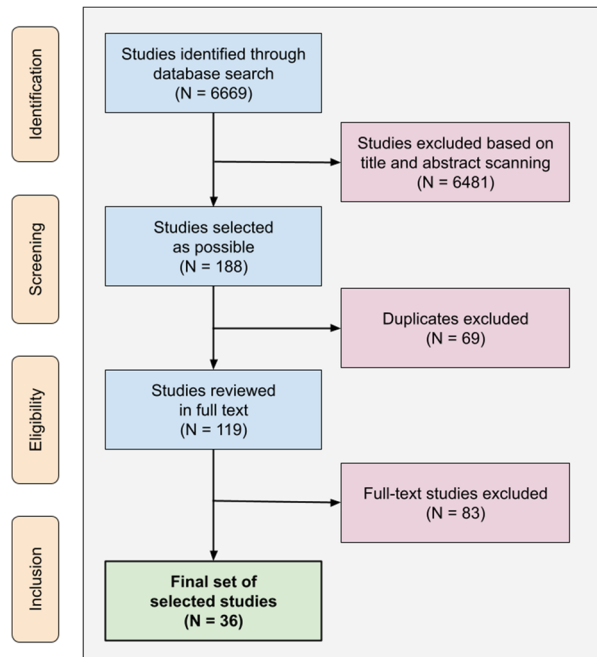 Identification
Studies identified through
database search
(N = 6669)
Studies excluded based on
title and abstract scanning
(N = 6481)
Screening
Studies selected
as possible
(N = 188)
Duplicates excluded
(N = 69)
Eligibility
Studies reviewed
in full text
(N = 119)
Full-text studies excluded
(N = 83)
Inclusion
Final set of
selected studies
(N = 36)